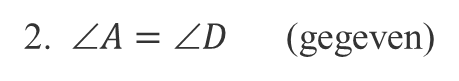 2. ∠A = ∠D (gegeven)